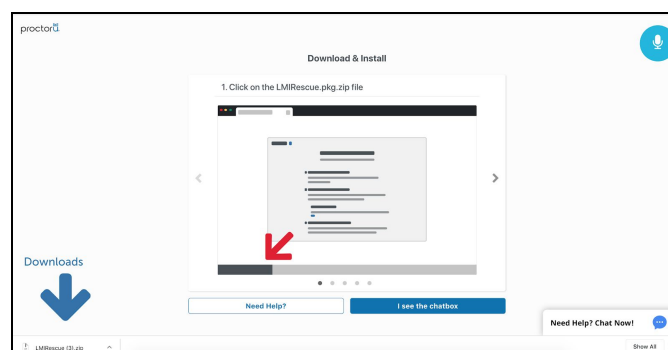 proctorU
Download & Install
1. Click on the LMIRescue.pkg.zip file
Downloads
Need Help?
I see the chatbox
Need Help? Chat Now!
LMIRescue (3).zip
Show All